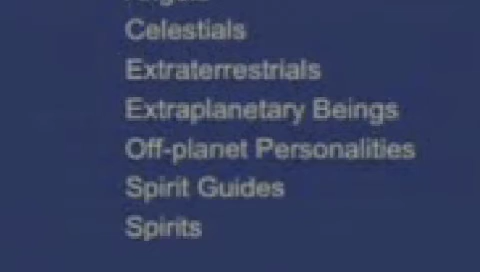 Celestials
Extraterrestrials
Extraplanetary Beings
Off-planet Personalities
Spirit Guides
Spirits